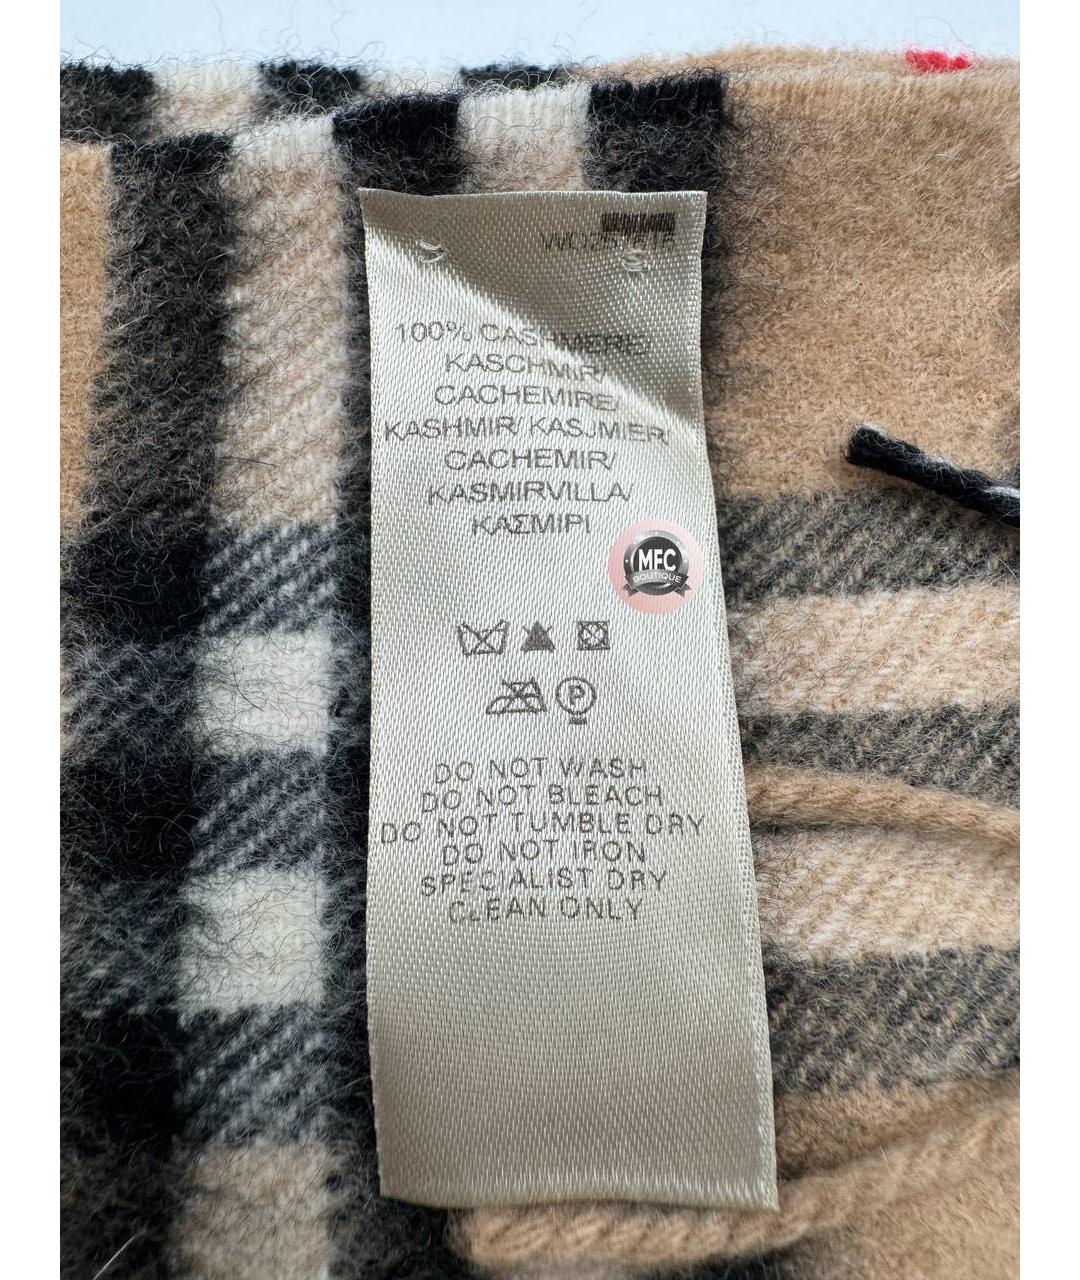 100% CASHMERE/
KASCHMIR/
CACHEMIRE/
KASHMIR/ KASJMIER/
CACHEMIR/
KASMIRVILLA/
ΚΑΣΜΙΡΙ
MFC
BOUTIQUE
P
DO NOT WASH
DO NOT BLEACH
DO NOT TUMBLE DRY
DO NOT IRON
SPECIALIST DRY
CLEAN ONLY